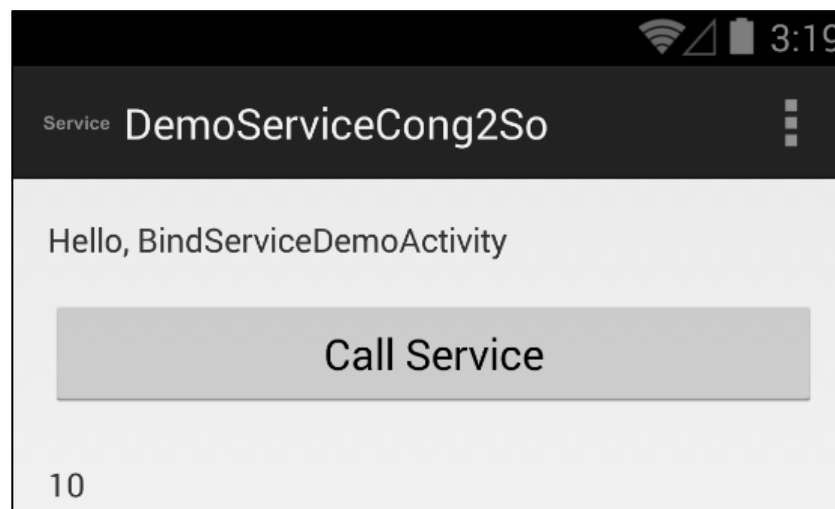 3:19
Service DemoServiceCong2So
Hello, BindServiceDemoActivity
Call Service
10